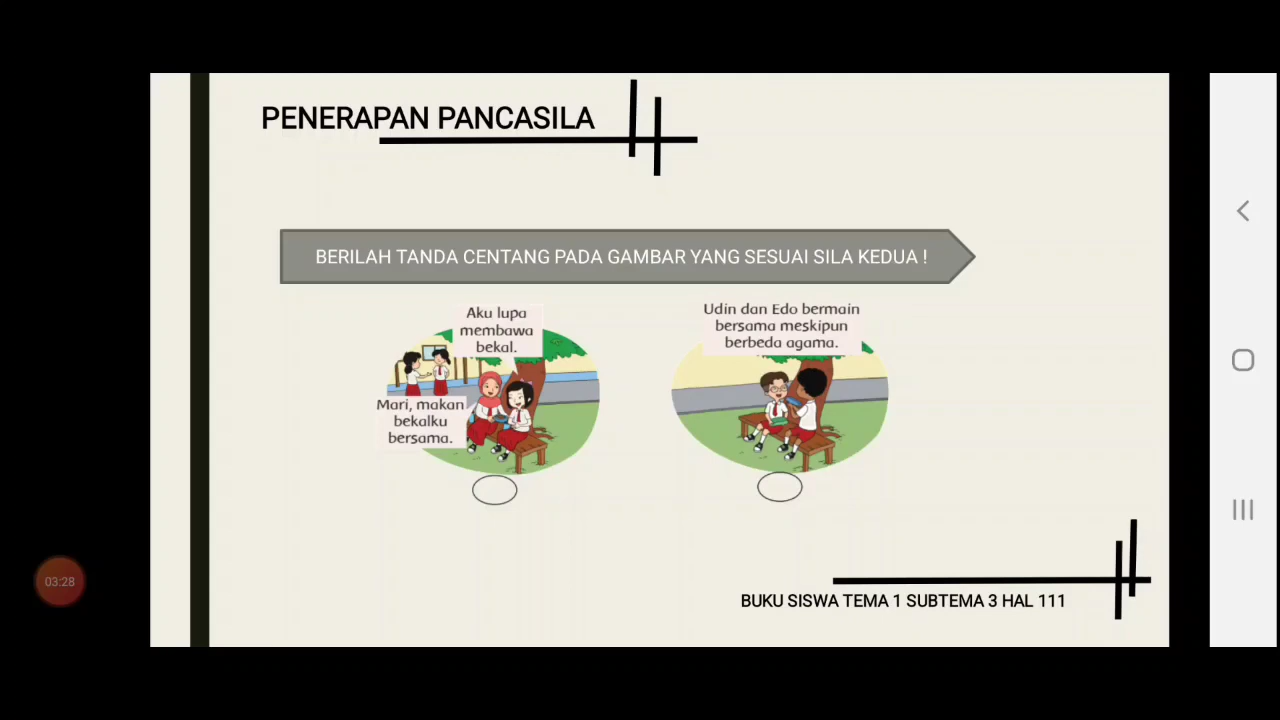 PENERAPAN PANCASILA
BERILAH TANDA CENTANG PADA GAMBAR YANG SESUAI SILA KEDUA !
Aku lupa
membawa
bekal.
Mari, makan
bekalku
bersama.
Udin dan Edo bermain
bersama meskipun
berbeda agama.
03:28
BUKU SISWA TEMA 1 SUBTEMA 3 HAL 111